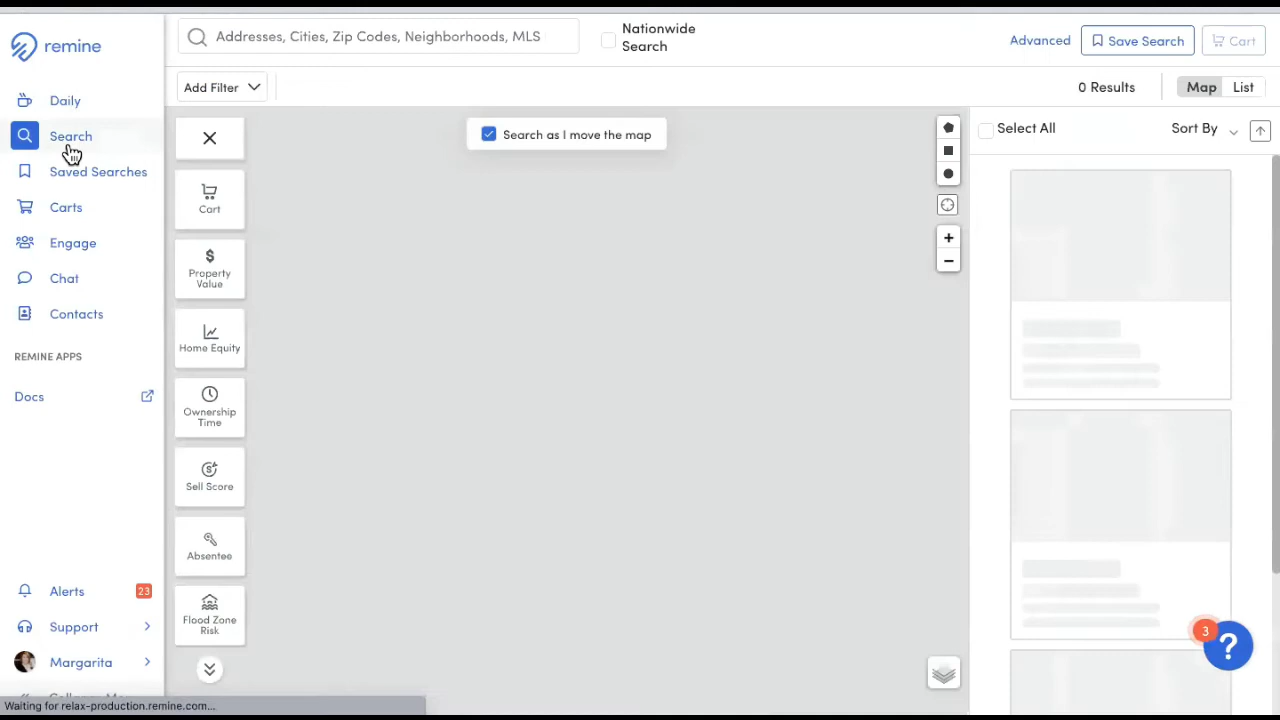 remine
Addresses, Cities, Zip Codes, Neighborhoods, MLS
Nationwide
Search
Advanced
Save Search
Cart
Add Filter
0 Results
Map
List
Daily
Search
Saved Searches
Carts
Engage
Chat
Contacts
REMINE APPS
Docs
Alerts
23
Support
Margarita
Cart
Property
Value
Home Equity
Ownership
Time
Sell Score
Absentee
Flood Zone
Risk
Search as I move the map
Select All
Sort By
3
?
Waiting for relax-production.remine.com...